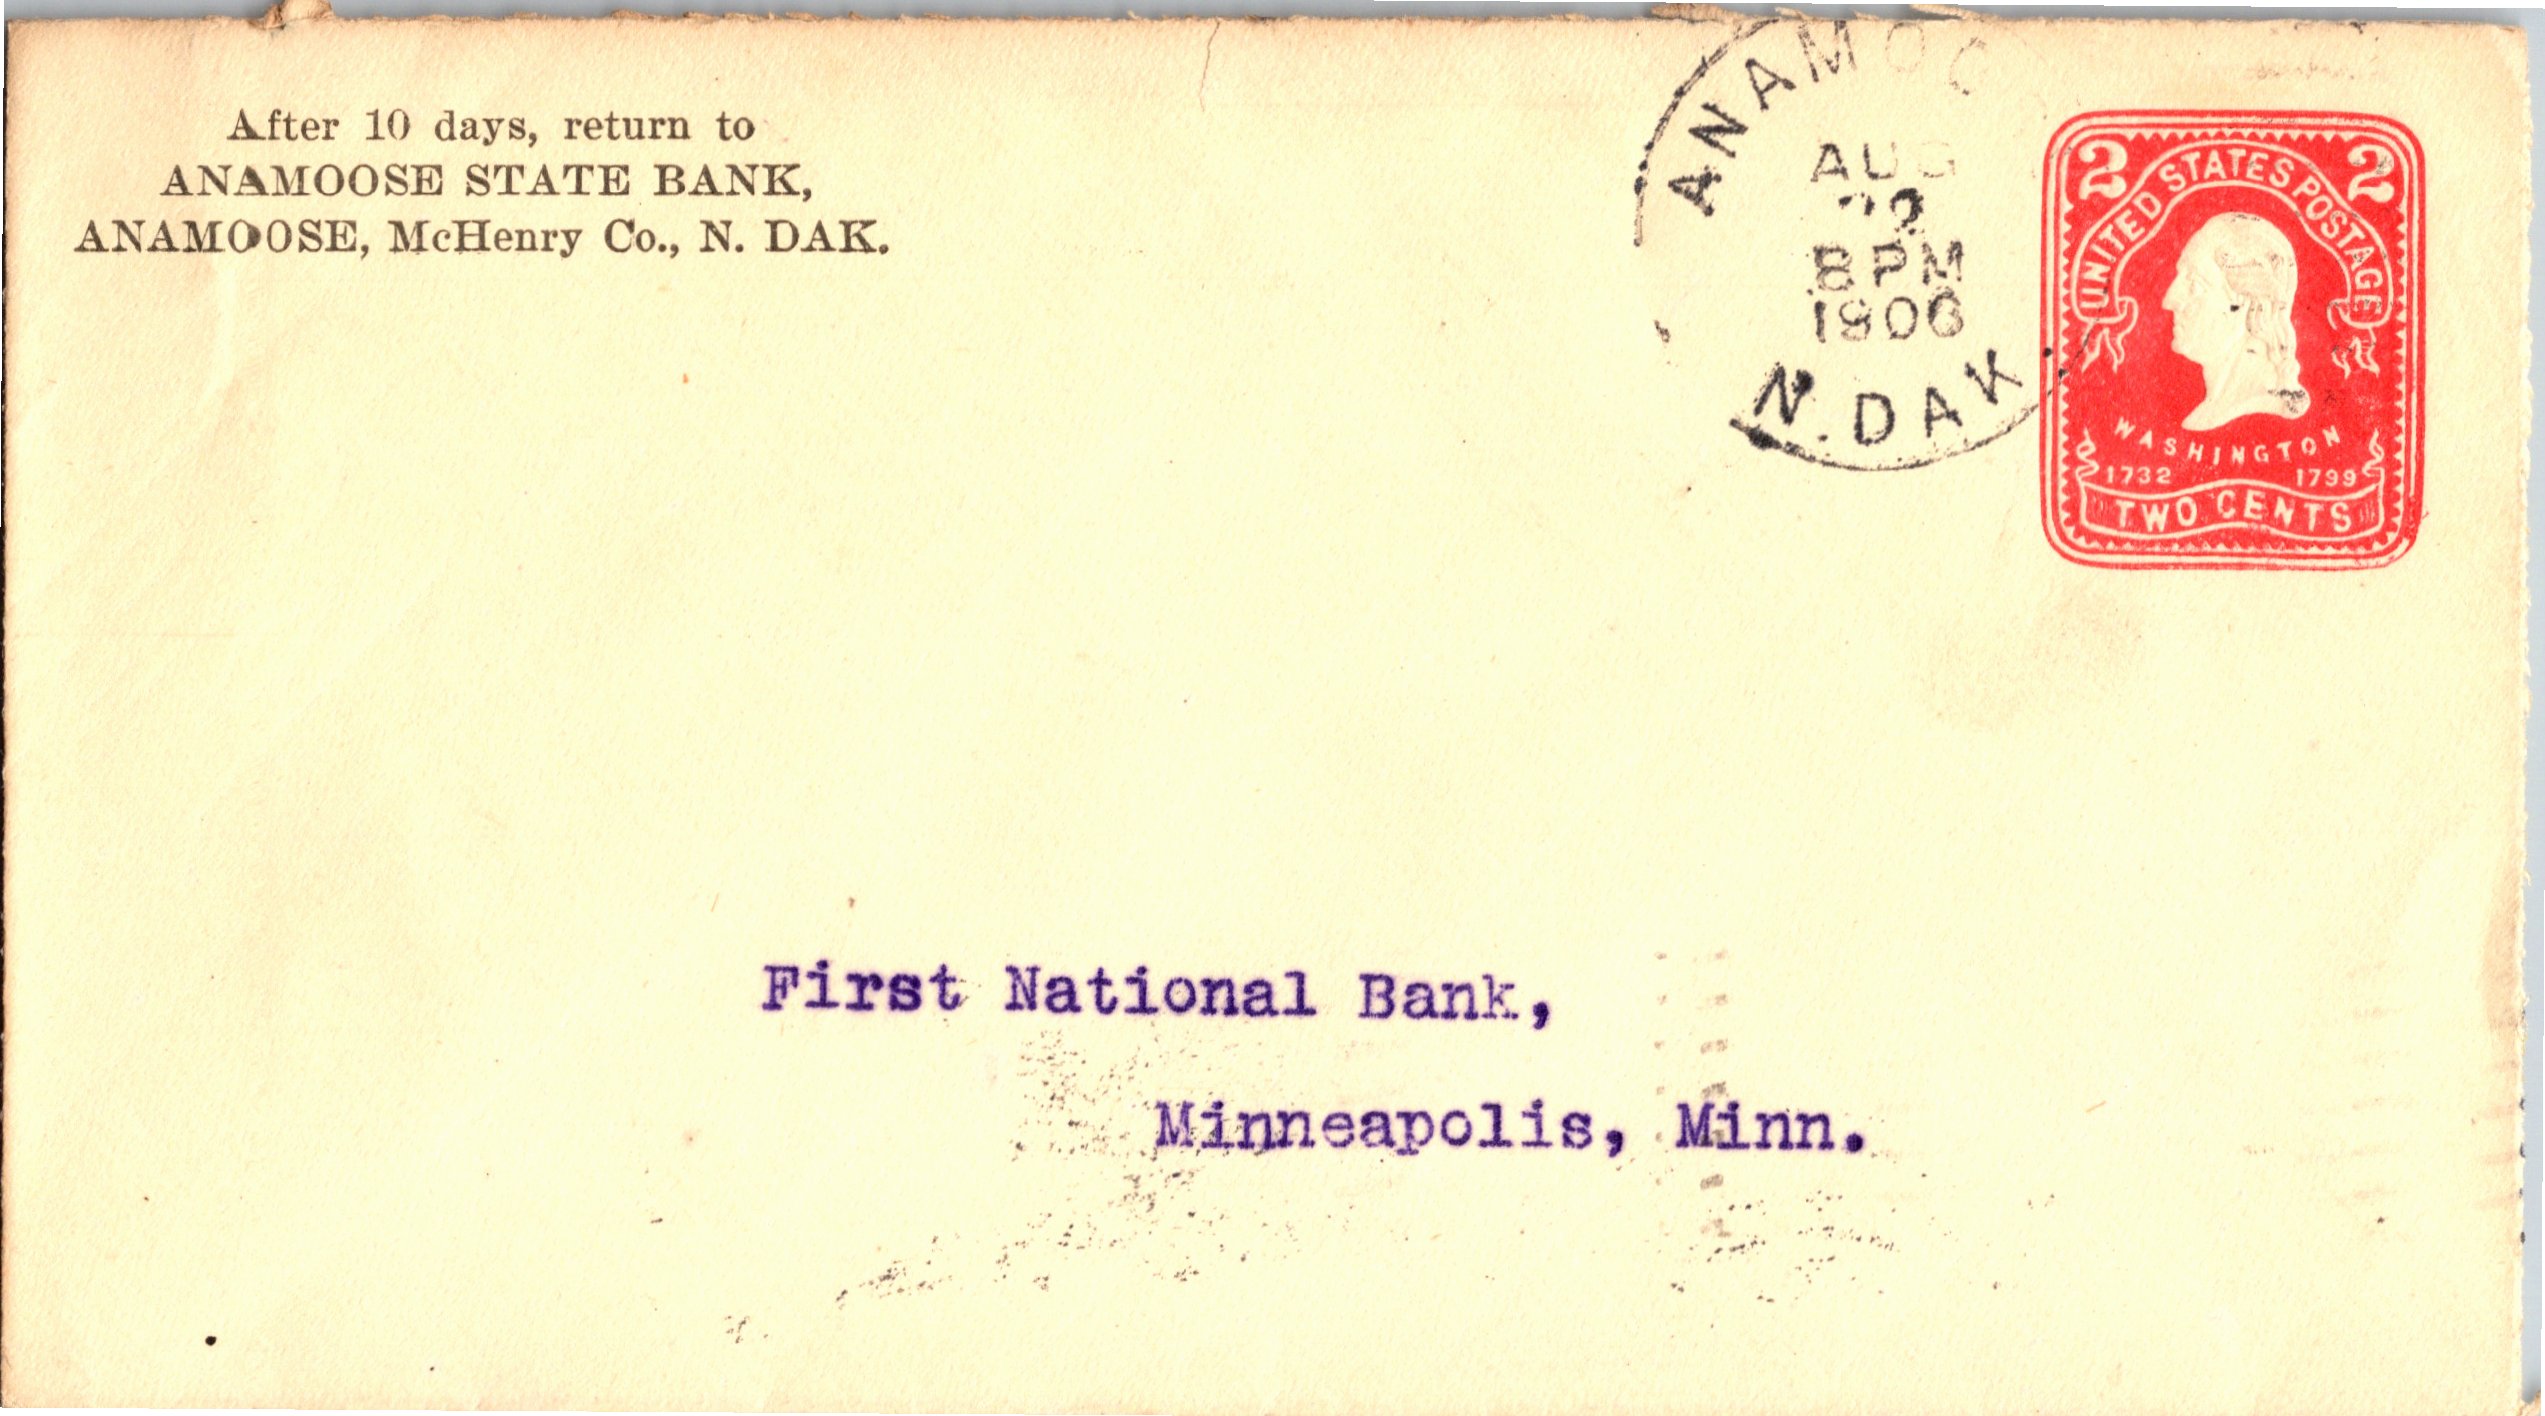 After 10 days, return to
ANAMOOSE STATE BANK,
ANAMOOSE, McHenry Co., N. DAK.
AUG
8 PM
1906
N. DAK.
2 2
UNITED STATES POSTAGE
WASHINGTON
1732 1799
TWO CENTS
First National Bank,
Minneapolis, Minn.